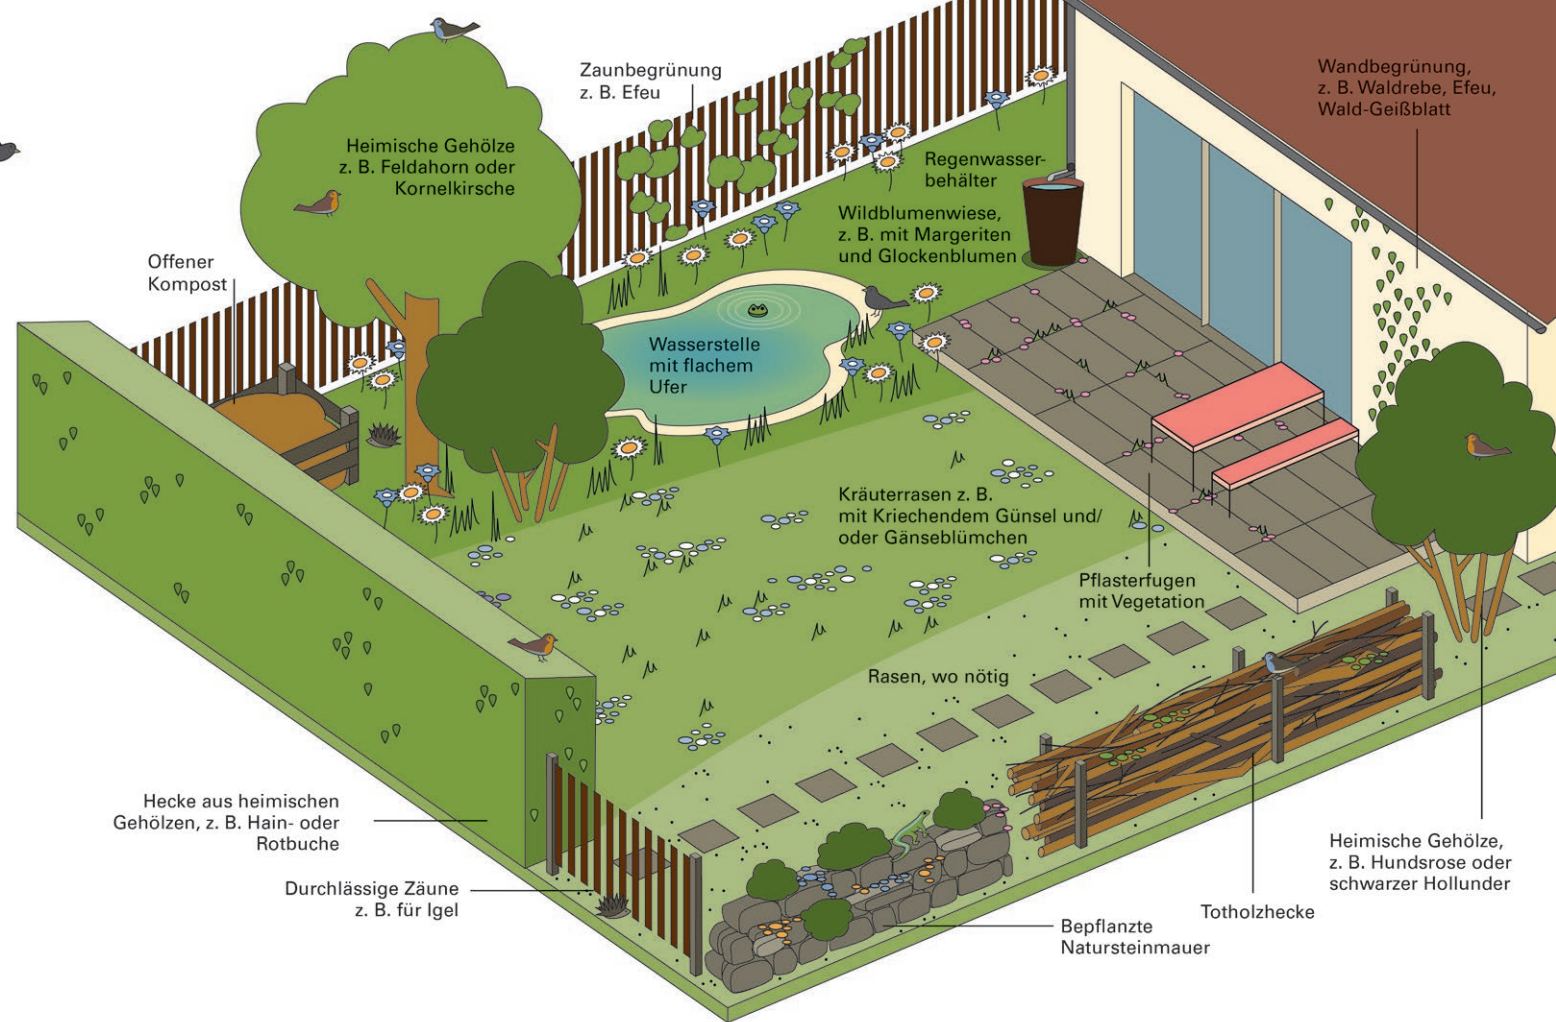 Zaunbegrünung
z. B. Efeu
Wandbegrünung,
z. B. Waldrebe, Efeu,
Wald-Geißblatt
Heimische Gehölze
z. B. Feldahorn oder
Kornelkirsche
Regenwasser-
behälter
Wildblumenwiese,
z. B. mit Margeriten
und Glockenblumen
Offener
Kompost
Wasserstelle
mit flachem
Ufer
Kräuterrasen z. B.
mit Kriechendem Günsel und/
oder Gänseblümchen
Pflasterfugen
mit Vegetation
Rasen, wo nötig
Hecke aus heimischen
Gehölzen, z. B. Hain- oder
Rotbuche
Durchlässige Zäune
z. B. für Igel
Heimische Gehölze,
z. B. Hundsrose oder
schwarzer Hollunder
Totholzhecke
Bepflanzte
Natursteinmauer